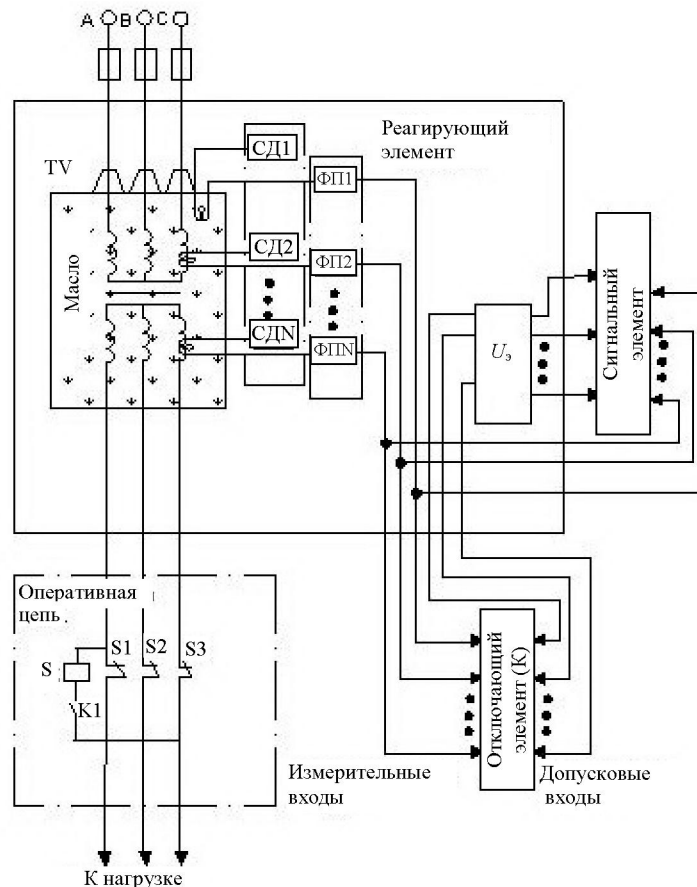 А В С
Реагирующий
элемент
TV
СД1
ФП1
СД2
ФП2
Масло
СДN
ФПN
Uэ
Сигнальный
элемент
Оперативная
цепь
S1 S2 S3
S
K1
Отключающий
элемент (К)
Измерительные
входы
Допусковые
входы
К нагрузке